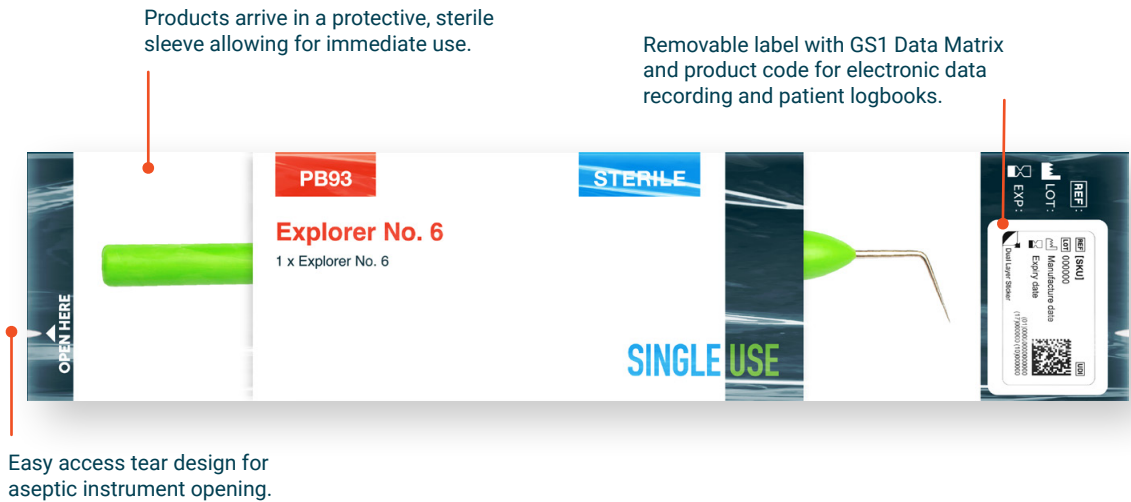 Products arrive in a protective, sterile
sleeve allowing for immediate use.
Removable label with GS1 Data Matrix
and product code for electronic data
recording and patient logbooks.
PB93
STERILE
Explorer No. 6
1 x Explorer No. 6
OPEN HERE
SINGLE USE
REF :
LOT :
EXP :
REF [SKU]
LOT 000000
Manufacture date
Expiry date
Dual Layer Sticker
UDI
Easy access tear design for
aseptic instrument opening.